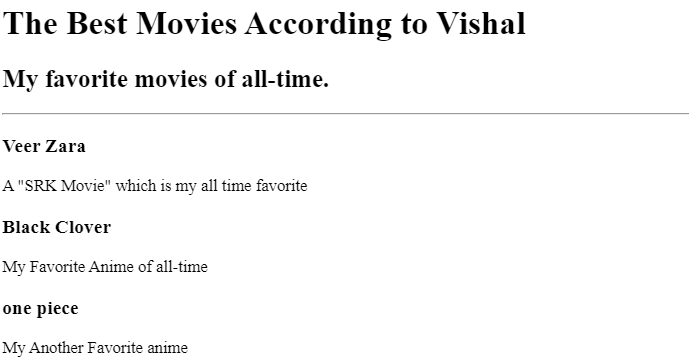 The Best Movies According to Vishal
My favorite movies of all-time.
Veer Zara
A "SRK Movie" which is my all time favorite
Black Clover
My Favorite Anime of all-time
one piece
My Another Favorite anime